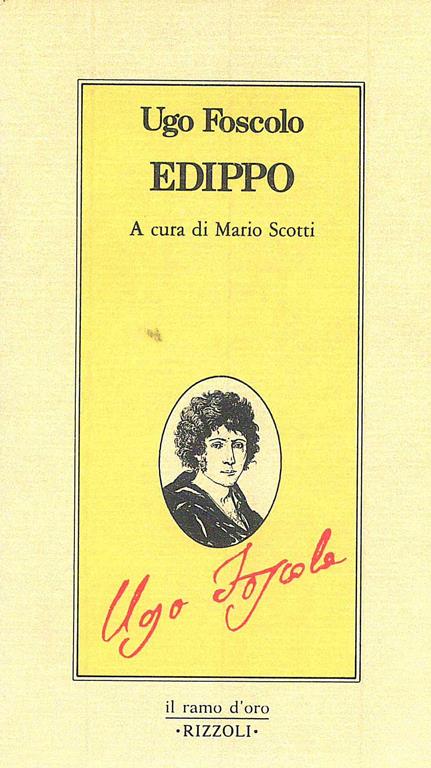 Ugo Foscolo
EDIPPO
A cura di Mario Scotti
Ugo Foscolo
il ramo d'oro
·RIZZOLI·